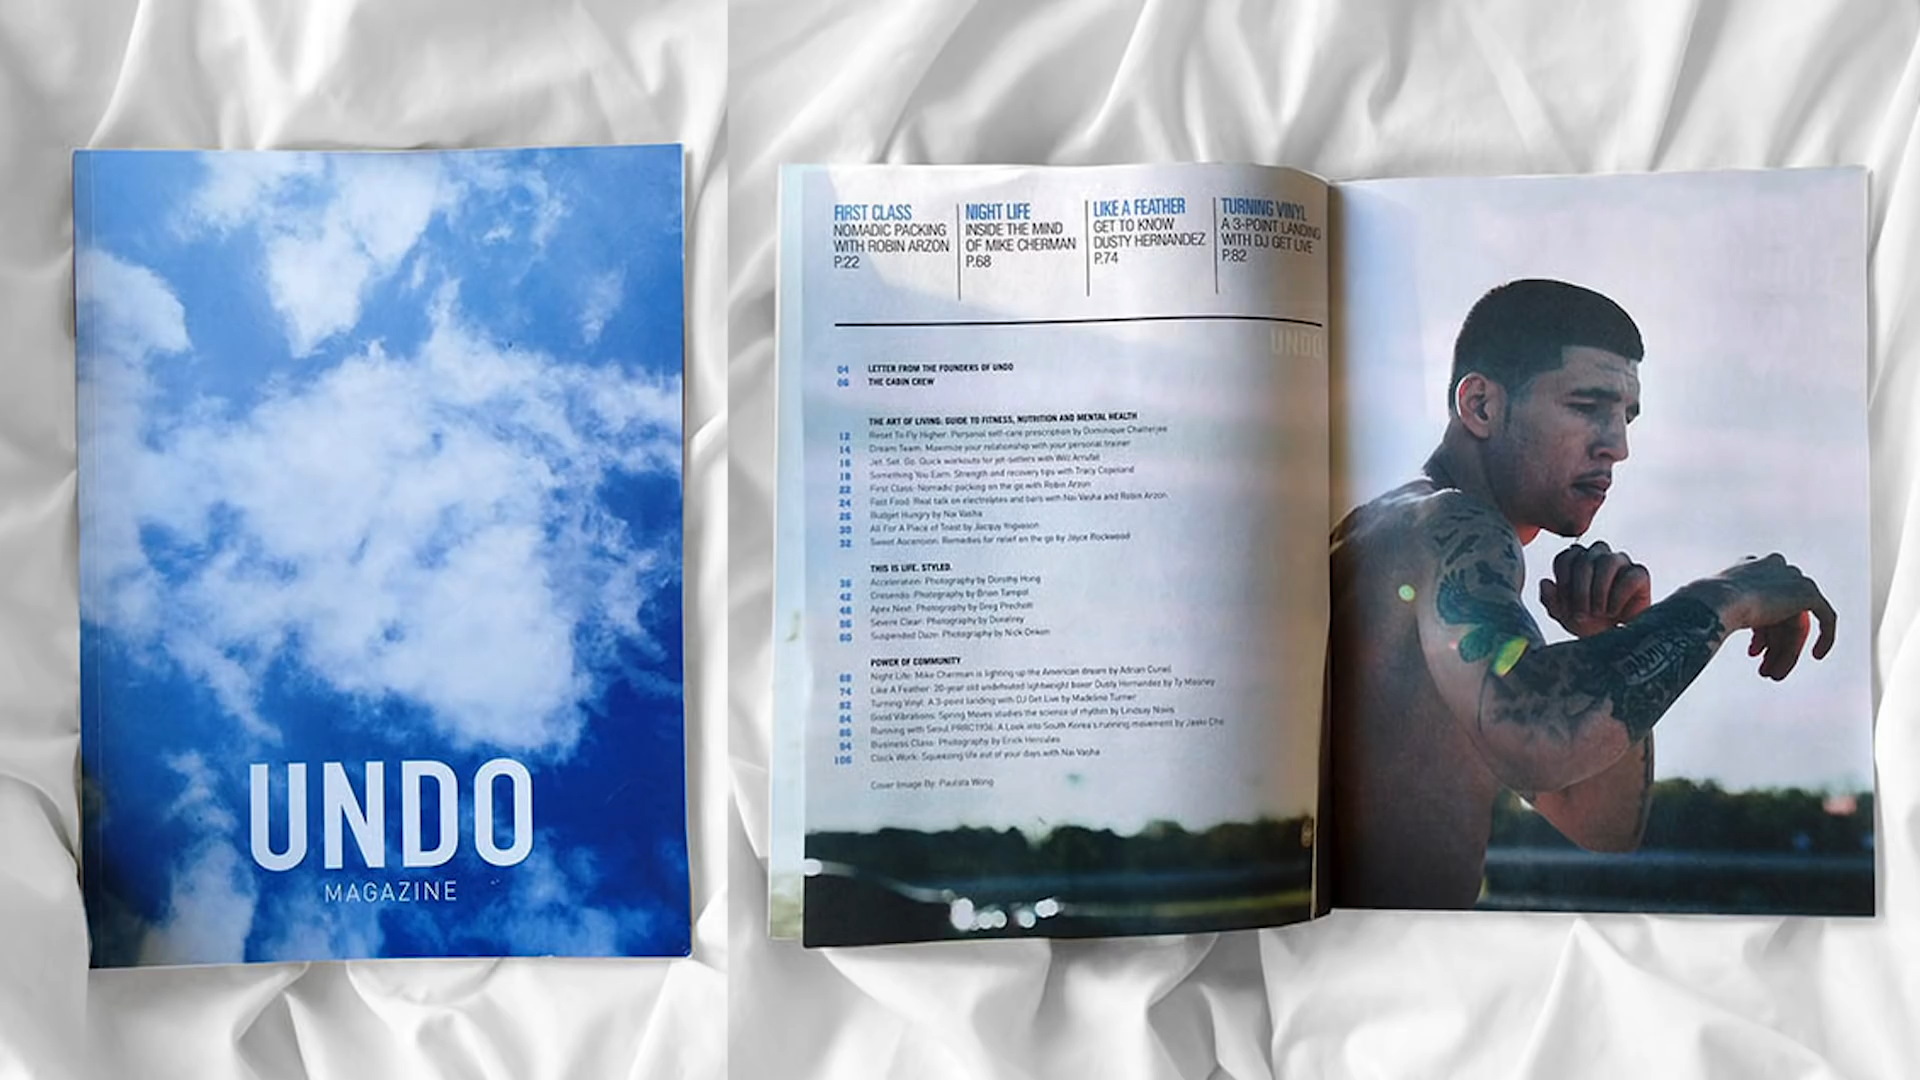 UNDO
MAGAZINE
FIRST CLASS
NOMADIC PACKING
WITH ROBIN ARZON
P.22
NIGHT LIFE
INSIDE THE MIND
OF MIKE CHERMAN
P.68
LIKE A FEATHER
GET TO KNOW
DUSTY HERNANDEZ
P.74
TURNING VINYL
A 3-POINT LANDING
WITH DJ GET LIVE
P.82
UNDO
04 LETTER FROM THE FOUNDERS OF UNDO
06 THE CABIN CREW
THE ART OF LIVING: GUIDE TO FITNESS, NUTRITION AND MENTAL HEALTH
12 Reset To Fly Higher: Personal self-care prescription by Dominique Chatterjee
14 Dream Team: Maximize your relationship with your personal trainer
16 Jet. Set. Go. Quick workouts for jet-setters with Will Arrufat
18 Something You Earn: Strength and recovery tips with Tracy Copeland
22 First Class: Nomadic packing on the go with Robin Arzon
24 Fast Food: Real talk on electrolytes and bars with Nai Vasha and Robin Arzon
26 Budget Hungry by Nai Vasha
30 All For A Piece of Toast by Jacquy
32 Sweet Ascension: Remedies for relief on the go by Jayce Rockwood
THIS IS LIFE. STYLED.
36 Acceleration: Photography by Dorothy Hong
42 Crescendo: Photography by Brian
48 Apex Next: Photography by Greg
56 Severe Clear: Photography by
60 Suspended Daze: Photography by Nick Onken
POWER OF COMMUNITY
68 Night Life: Mike Cherman is lighting up the American dream by Adrian
74 Like A Feather: 20-year old undefeated lightweight boxer Dusty Hernandez by Ty Mooney
82 Turning Vinyl: A 3-point landing with DJ Get Live by Madeline Turner
84 Good Vibrations: Spring Moves studies the science of rhythm by Lindsay
Running with Seoul PRRC1936: A Look into South Korea's running movement by Cho
94 Business Class: Photography by Erick Hercules
106 Clock Work: Squeezing life out of your days with Nai Vasha
Cover Image By: Paulista Wong